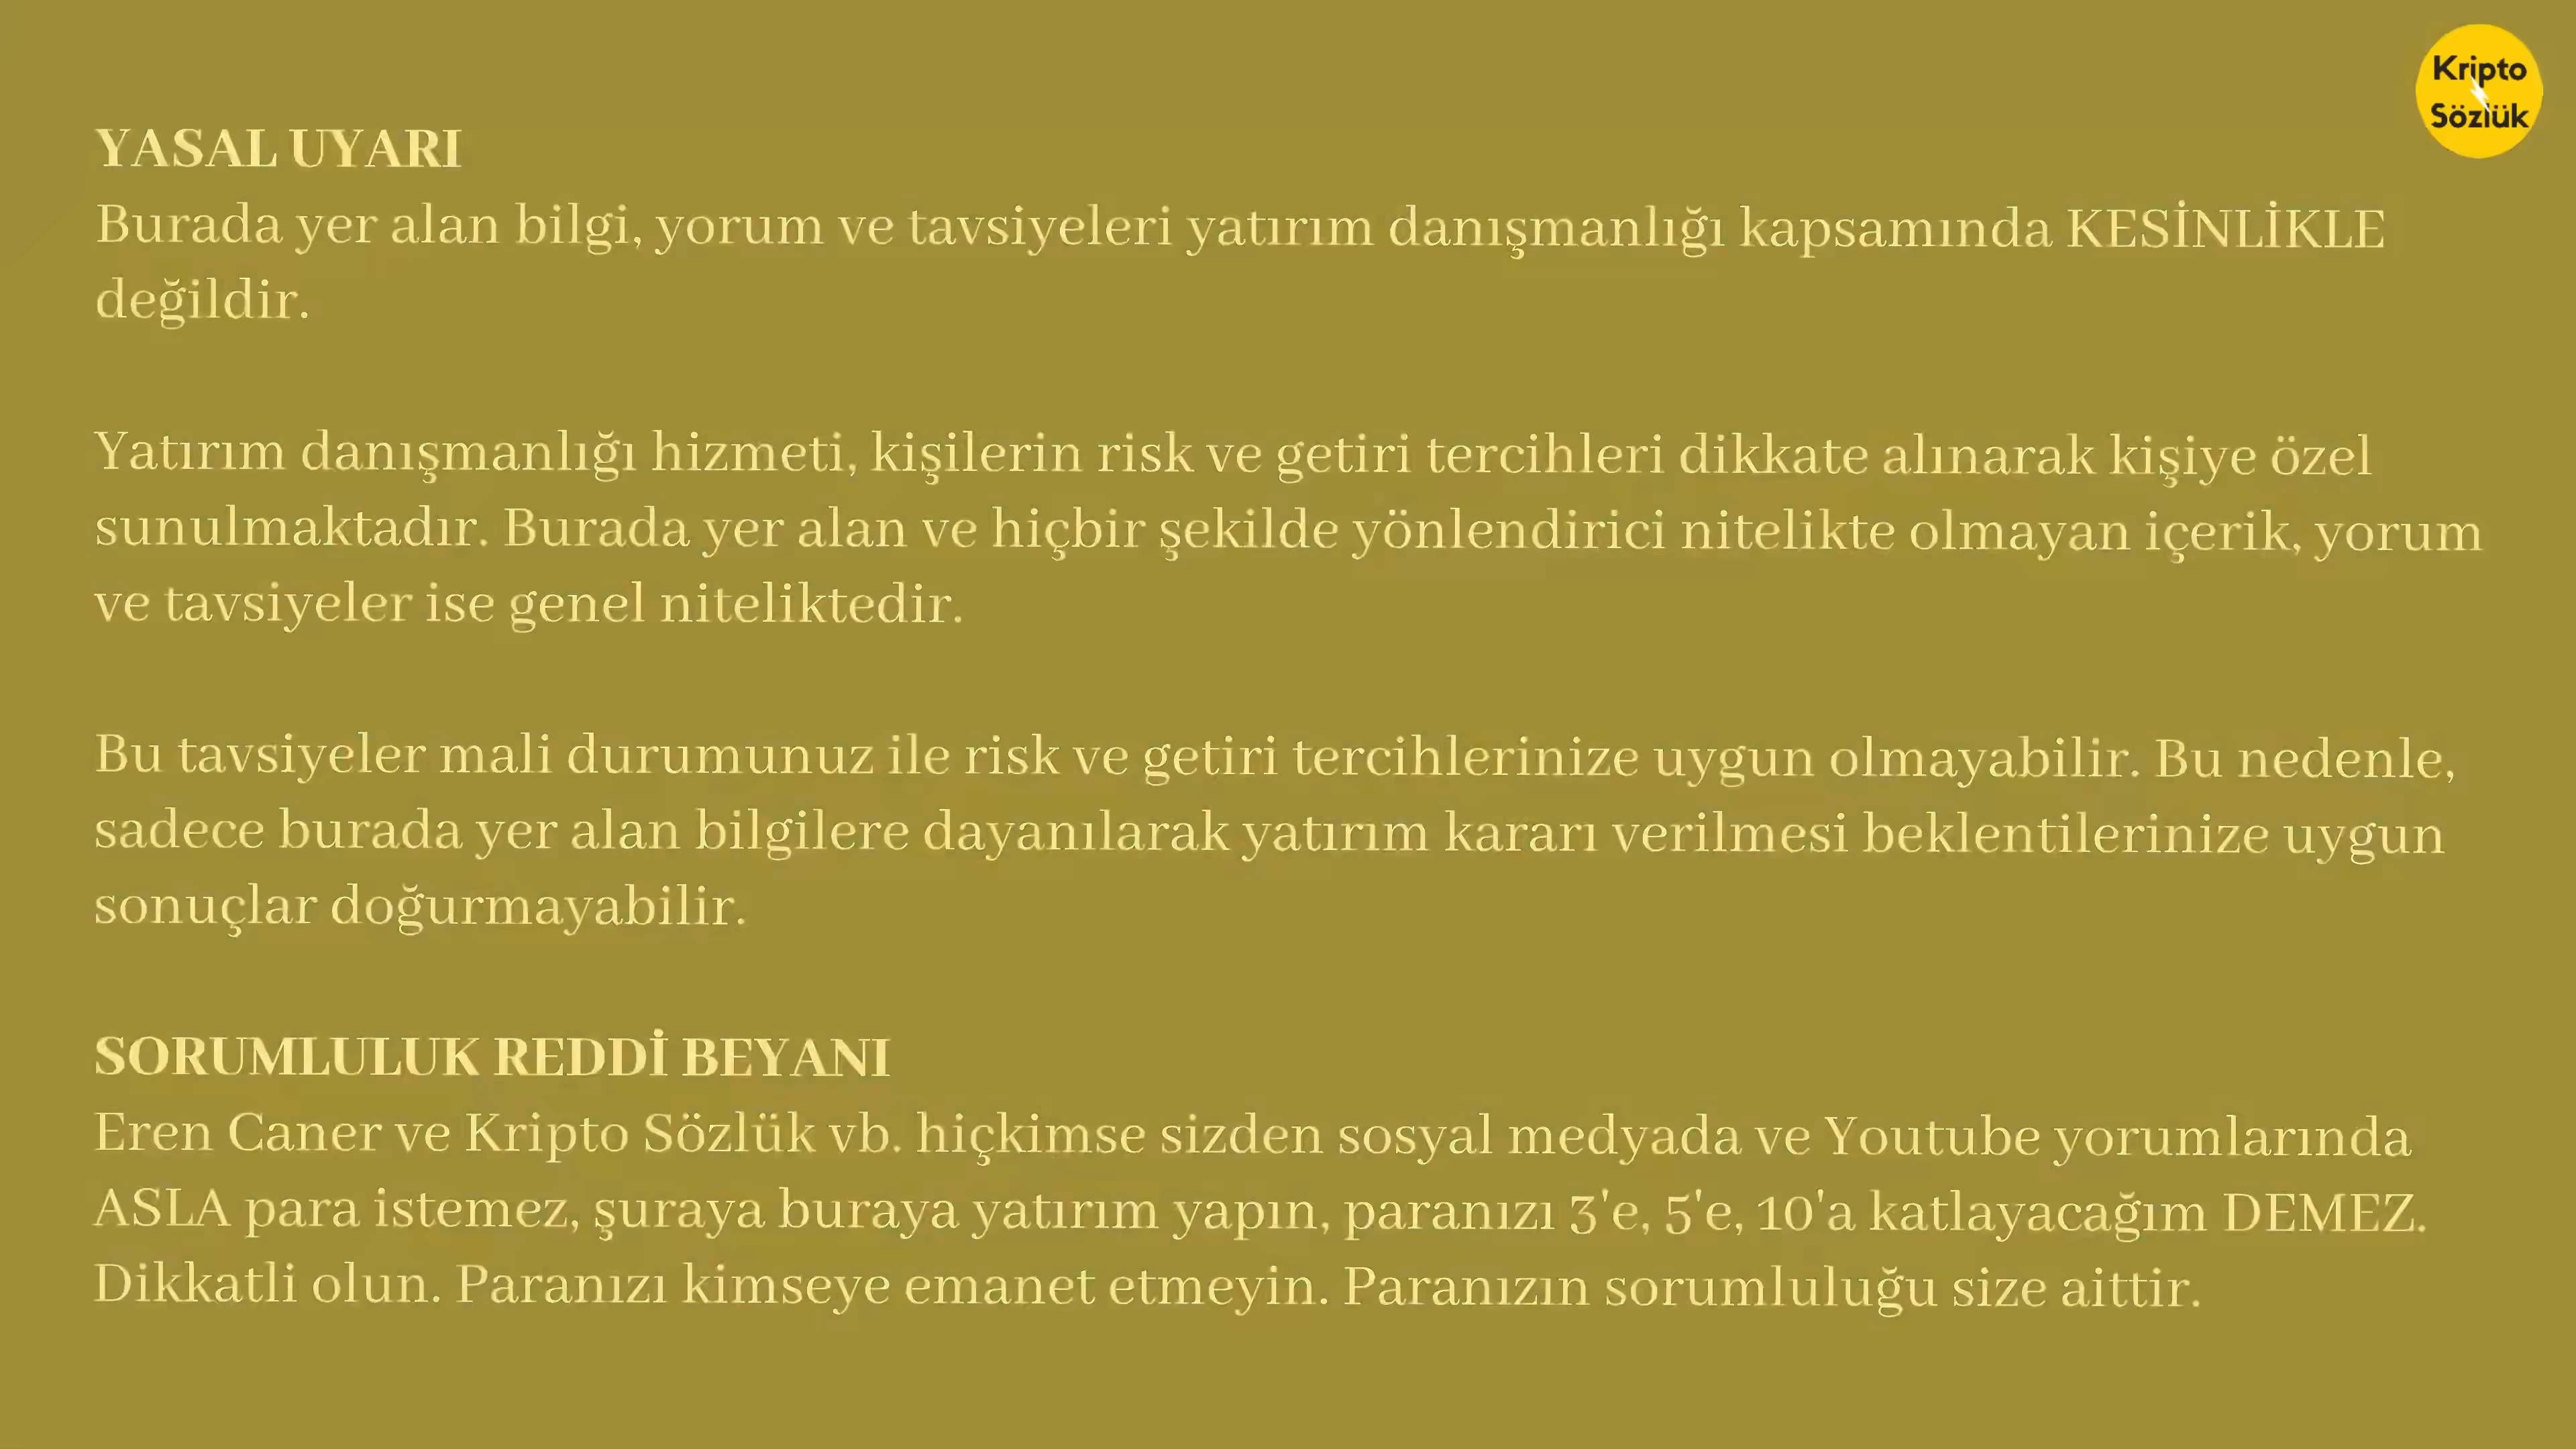 Kripto
Sözlük
YASAL UYARI
Burada yer alan bilgi, yorum ve tavsiyeleri yatırım danışmanlığı kapsamında KESİNLİKLE
değildir.
Yatırım danışmanlığı hizmeti, kişilerin risk ve getiri tercihleri dikkate alınarak kişiye özel
sunulmaktadır. Burada yer alan ve hiçbir şekilde yönlendirici nitelikte olmayan içerik, yorum
ve tavsiyeler ise genel niteliktedir.
Bu tavsiyeler mali durumunuz ile risk ve getiri tercihlerinize uygun olmayabilir. Bu nedenle,
sadece burada yer alan bilgilere dayanılarak yatırım kararı verilmesi beklentilerinize uygun
sonuçlar doğurmayabilir.
SORUMLULUK REDDİ BEYANI
Eren Caner ve Kripto Sözlük vb. hiçkimse sizden sosyal medyada ve Youtube yorumlarında
ASLA para istemez, şuraya buraya yatırım yapın, paranızı 3'e, 5'e, 10'a katlayacağım DEMEZ.
Dikkatli olun. Paranızı kimseye emanet etmeyin. Paranızın sorumluluğu size aittir.